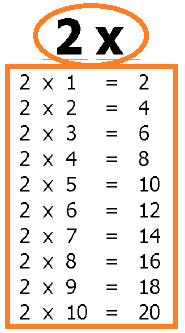 2 x
2 x 1 = 2
2 x 2 = 4
2 x 3 = 6
2 x 4 = 8
2 x 5 = 10
2 x 6 = 12
2 x 7 = 14
2 x 8 = 16
2 x 9 = 18
2 x 10 = 20